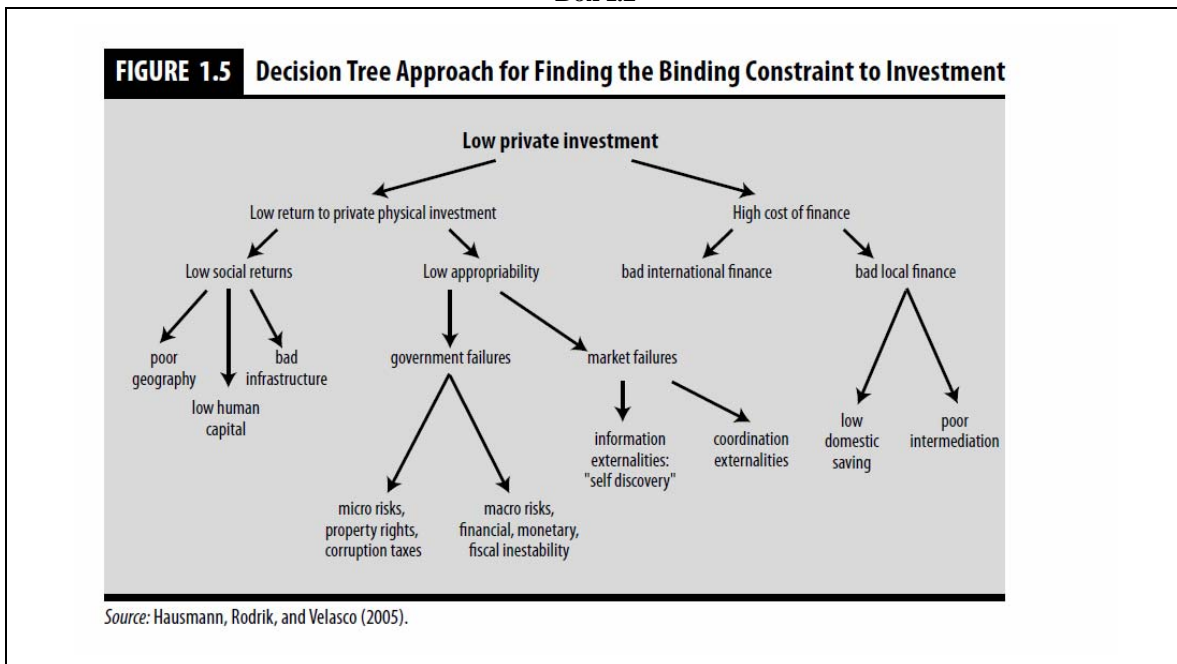 FIGURE 1.5 Decision Tree Approach for Finding the Binding Constraint to Investment
Low private investment
Low return to private physical investment
High cost of finance
Low social returns
Low appropriability
bad international finance
bad local finance
poor
geography
low human
capital
bad
infrastructure
government failures
market failures
micro risks,
property rights,
corruption taxes
macro risks,
financial, monetary,
fiscal inestability
information
externalities:
"self discovery"
coordination
externalities
low
domestic
saving
poor
intermediation
Source: Hausmann, Rodrik, and Velasco (2005).